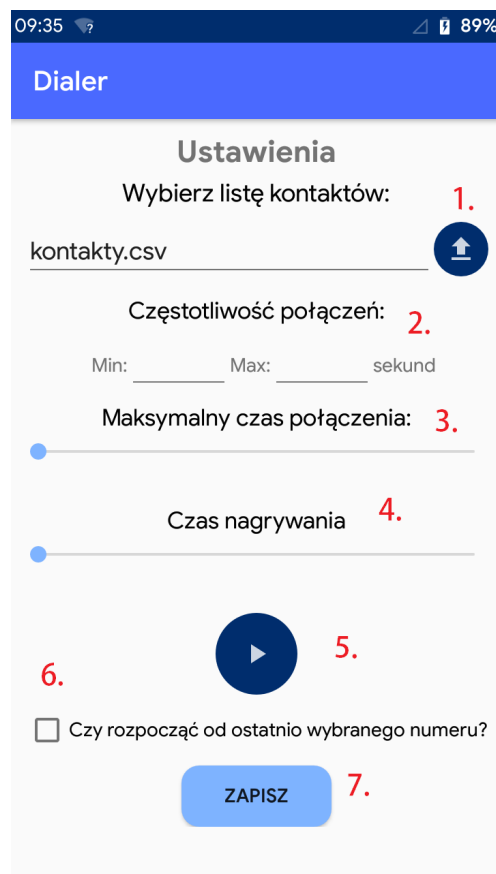 09:35 ? 89%
Dialer
Ustawienia
Wybierz listę kontaktów: 1.
kontakty.csv
Częstotliwość połączeń: 2.
Min: Max: sekund
Maksymalny czas połączenia: 3.
Czas nagrywania 4.
5.
6.
Czy rozpocząć od ostatnio wybranego numeru?
ZAPISZ 7.